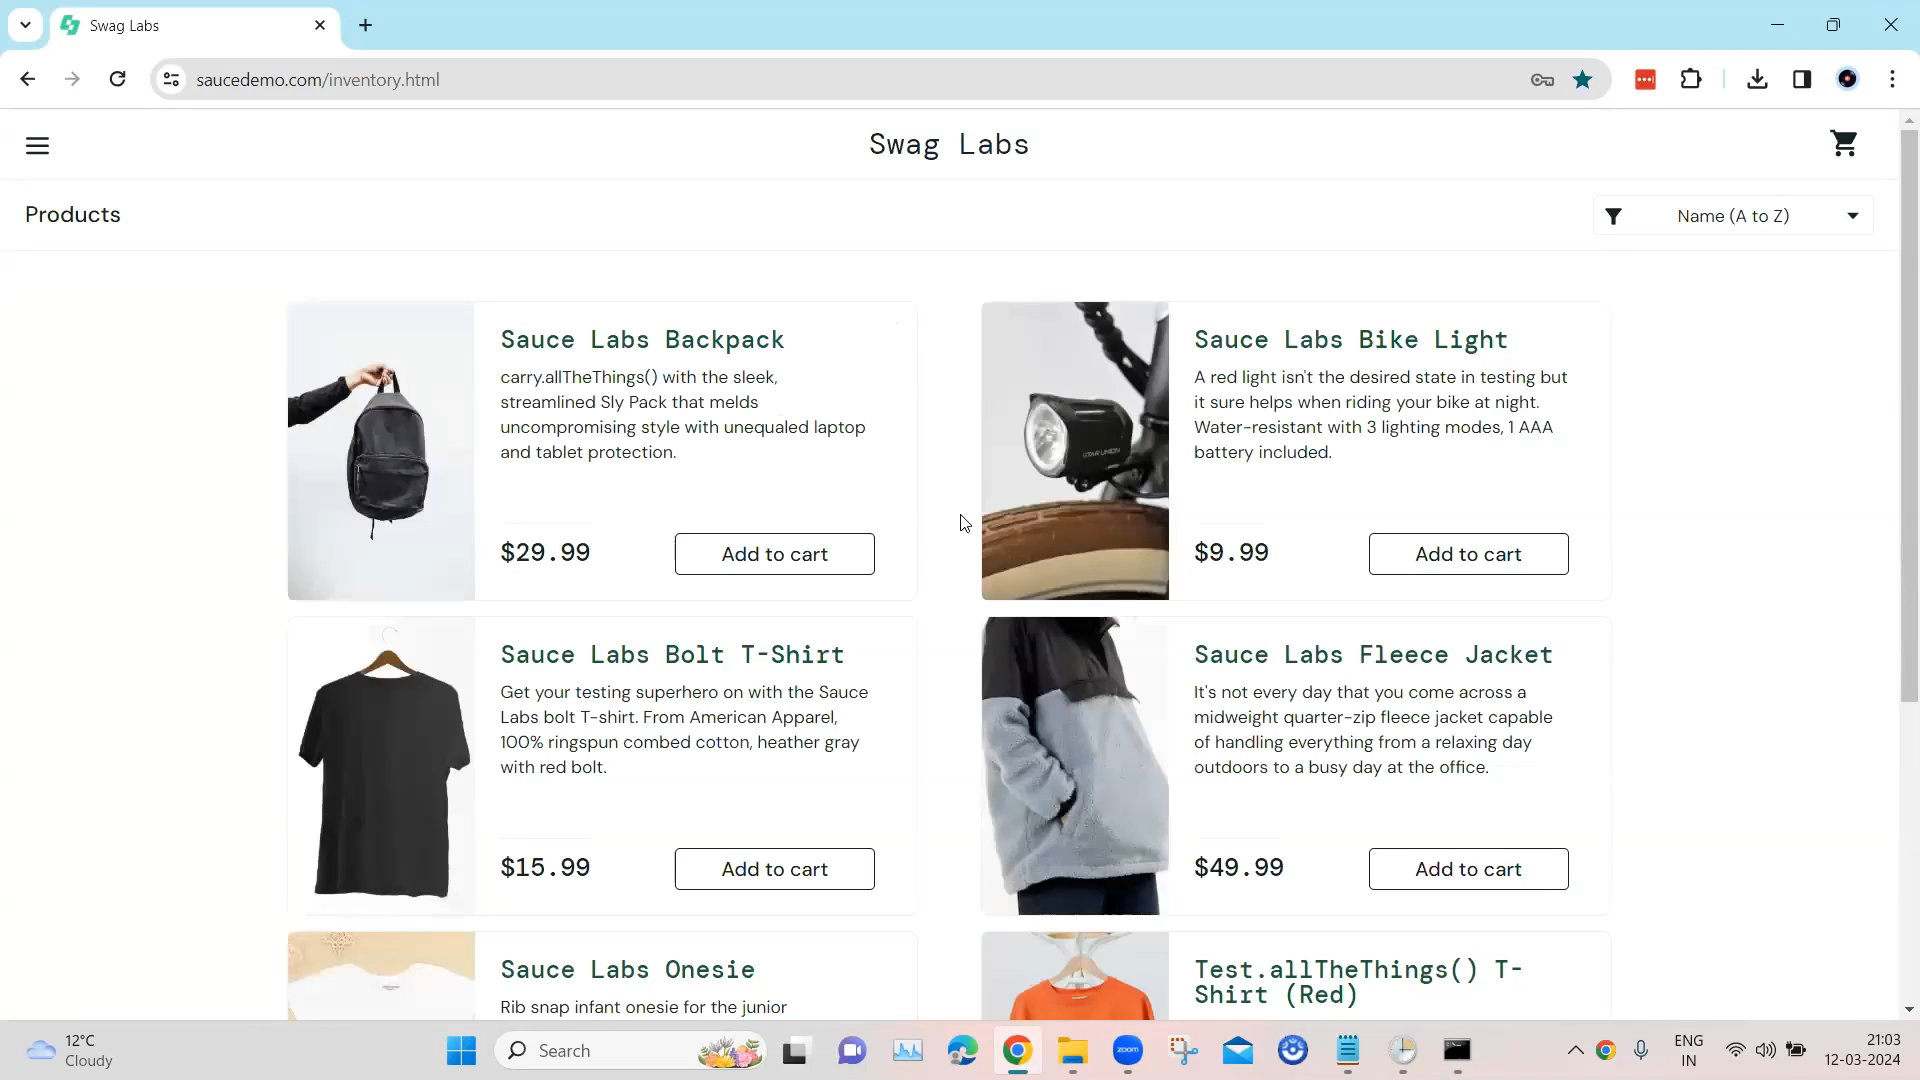 Swag Labs
saucedemo.com/inventory.html
Swag Labs
Products
Name (A to Z)
Sauce Labs Backpack
carry.allTheThings() with the sleek,
streamlined Sly Pack that melds
uncompromising style with unequaled laptop
and tablet protection.
$29.99
Add to cart
Sauce Labs Bike Light
A red light isn't the desired state in testing but
it sure helps when riding your bike at night.
Water-resistant with 3 lighting modes, 1 AAA
battery included.
$9.99
Add to cart
Sauce Labs Bolt T-Shirt
Get your testing superhero on with the Sauce
Labs bolt T-shirt. From American Apparel,
100% ringspun combed cotton, heather gray
with red bolt.
$15.99
Add to cart
Sauce Labs Fleece Jacket
It's not every day that you come across a
midweight quarter-zip fleece jacket capable
of handling everything from a relaxing day
outdoors to a busy day at the office.
$49.99
Add to cart
Sauce Labs Onesie
Rib snap infant onesie for the junior
Test.allTheThings() T-
Shirt (Red)
12°C
Cloudy
Search
zoom
ENG
IN
21:03
12-03-2024